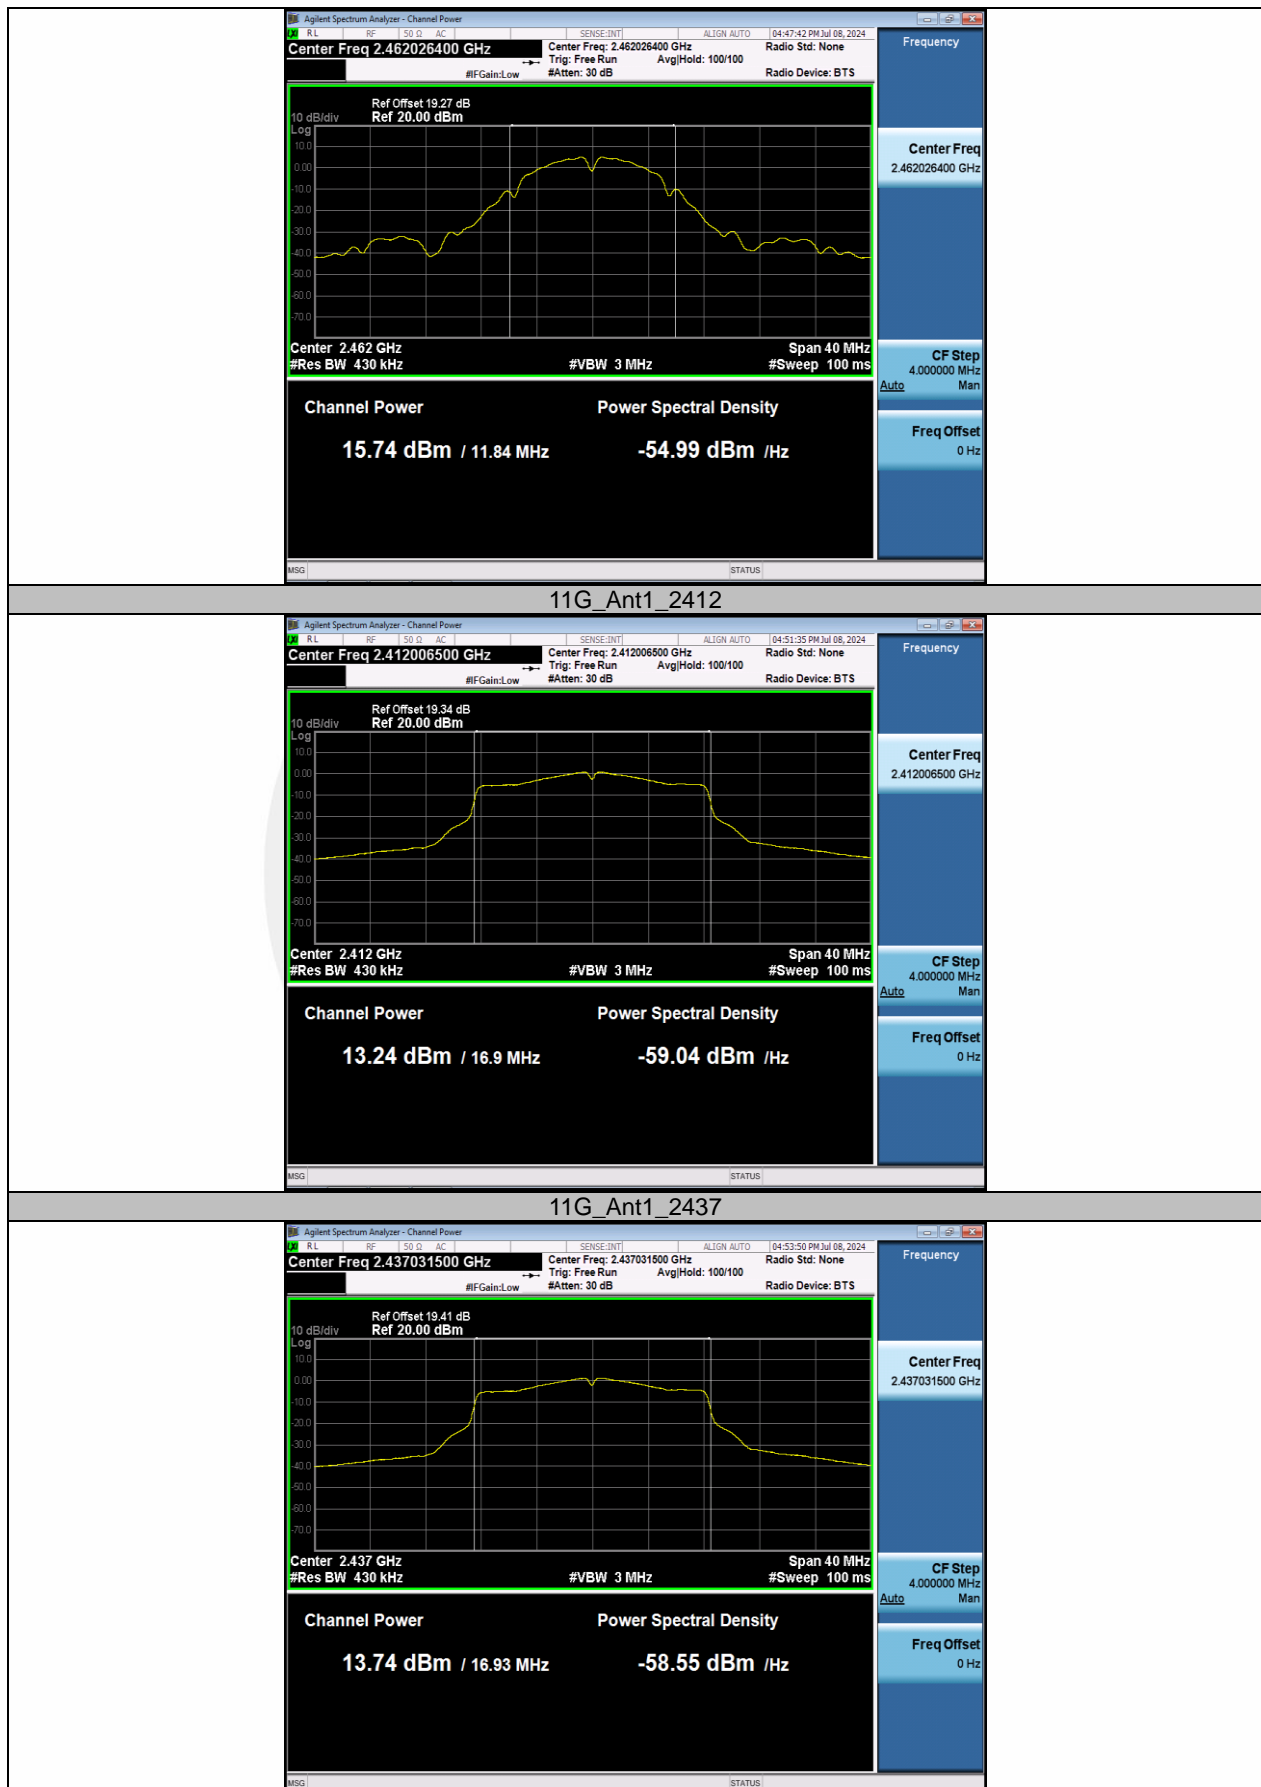 Agilent Spectrum Analyzer - Channel Power
RL RF 50 Ω AC SENSE:INT ALIGN AUTO 04:47:42 PM Jul 08, 2024
Center Freq 2.462026400 GHz Center Freq: 2.462026400 GHz Radio Std: None Frequency
Trig: Free Run Avg|Hold: 100/100
#IFGain:Low #Atten: 30 dB Radio Device: BTS
Ref Offset 19.27 dB
10 dB/div Ref 20.00 dBm
Log
10.0
0.00
-10.0
-20.0
-30.0
-40.0
-50.0
-60.0
-70.0
Center Freq
2.462026400 GHz
Center 2.462 GHz Span 40 MHz
#Res BW 430 kHz #VBW 3 MHz #Sweep 100 ms
CF Step
4.000000 MHz
Auto Man
Channel Power Power Spectral Density
Freq Offset
0 Hz
15.74 dBm / 11.84 MHz -54.99 dBm /Hz
MSG STATUS
11G_Ant1_2412
Agilent Spectrum Analyzer - Channel Power
RL RF 50 Ω AC SENSE:INT ALIGN AUTO 04:51:35 PM Jul 08, 2024
Center Freq 2.412006500 GHz Center Freq: 2.412006500 GHz Radio Std: None Frequency
Trig: Free Run Avg|Hold: 100/100
#IFGain:Low #Atten: 30 dB Radio Device: BTS
Ref Offset 19.34 dB
10 dB/div Ref 20.00 dBm
Log
10.0
0.00
-10.0
-20.0
-30.0
-40.0
-50.0
-60.0
-70.0
Center Freq
2.412006500 GHz
Center 2.412 GHz Span 40 MHz
#Res BW 430 kHz #VBW 3 MHz #Sweep 100 ms
CF Step
4.000000 MHz
Auto Man
Channel Power Power Spectral Density
Freq Offset
0 Hz
13.24 dBm / 16.9 MHz -59.04 dBm /Hz
MSG STATUS
11G_Ant1_2437
Agilent Spectrum Analyzer - Channel Power
RL RF 50 Ω AC SENSE:INT ALIGN AUTO 04:53:50 PM Jul 08, 2024
Center Freq 2.437031500 GHz Center Freq: 2.437031500 GHz Radio Std: None Frequency
Trig: Free Run Avg|Hold: 100/100
#IFGain:Low #Atten: 30 dB Radio Device: BTS
Ref Offset 19.41 dB
10 dB/div Ref 20.00 dBm
Log
10.0
0.00
-10.0
-20.0
-30.0
-40.0
-50.0
-60.0
-70.0
Center Freq
2.437031500 GHz
Center 2.437 GHz Span 40 MHz
#Res BW 430 kHz #VBW 3 MHz #Sweep 100 ms
CF Step
4.000000 MHz
Auto Man
Channel Power Power Spectral Density
Freq Offset
0 Hz
13.74 dBm / 16.93 MHz -58.55 dBm /Hz
MSG STATUS